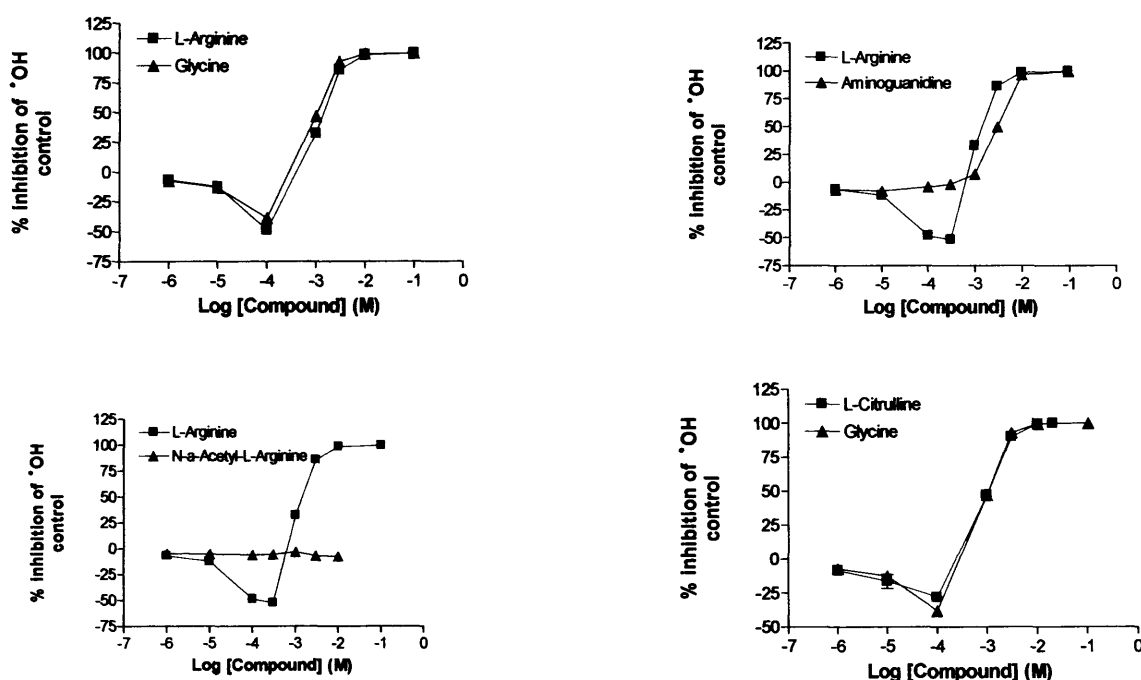 % inhibition of °OH
control
125
100
75
50
25
0
-25
-50
-75
L-Arginine
Glycine
-7 -6 -5 -4 -3 -2 -1 0
Log [Compound] (M)
% inhibition of °OH
control
125
100
75
50
25
0
-25
-50
-75
L-Arginine
Aminoguanidine
-7 -6 -5 -4 -3 -2 -1 0
Log [Compound] (M)
% inhibition of °OH
control
125
100
75
50
25
0
-25
-50
-75
L-Arginine
N-a-Acetyl-L-Arginine
-7 -6 -5 -4 -3 -2 -1 0
Log [Compound] (M)
% inhibition of °OH
control
125
100
75
50
25
0
-25
-50
L-Citrulline
Glycine
-7 -6 -5 -4 -3 -2 -1 0
Log [Compound] (M)